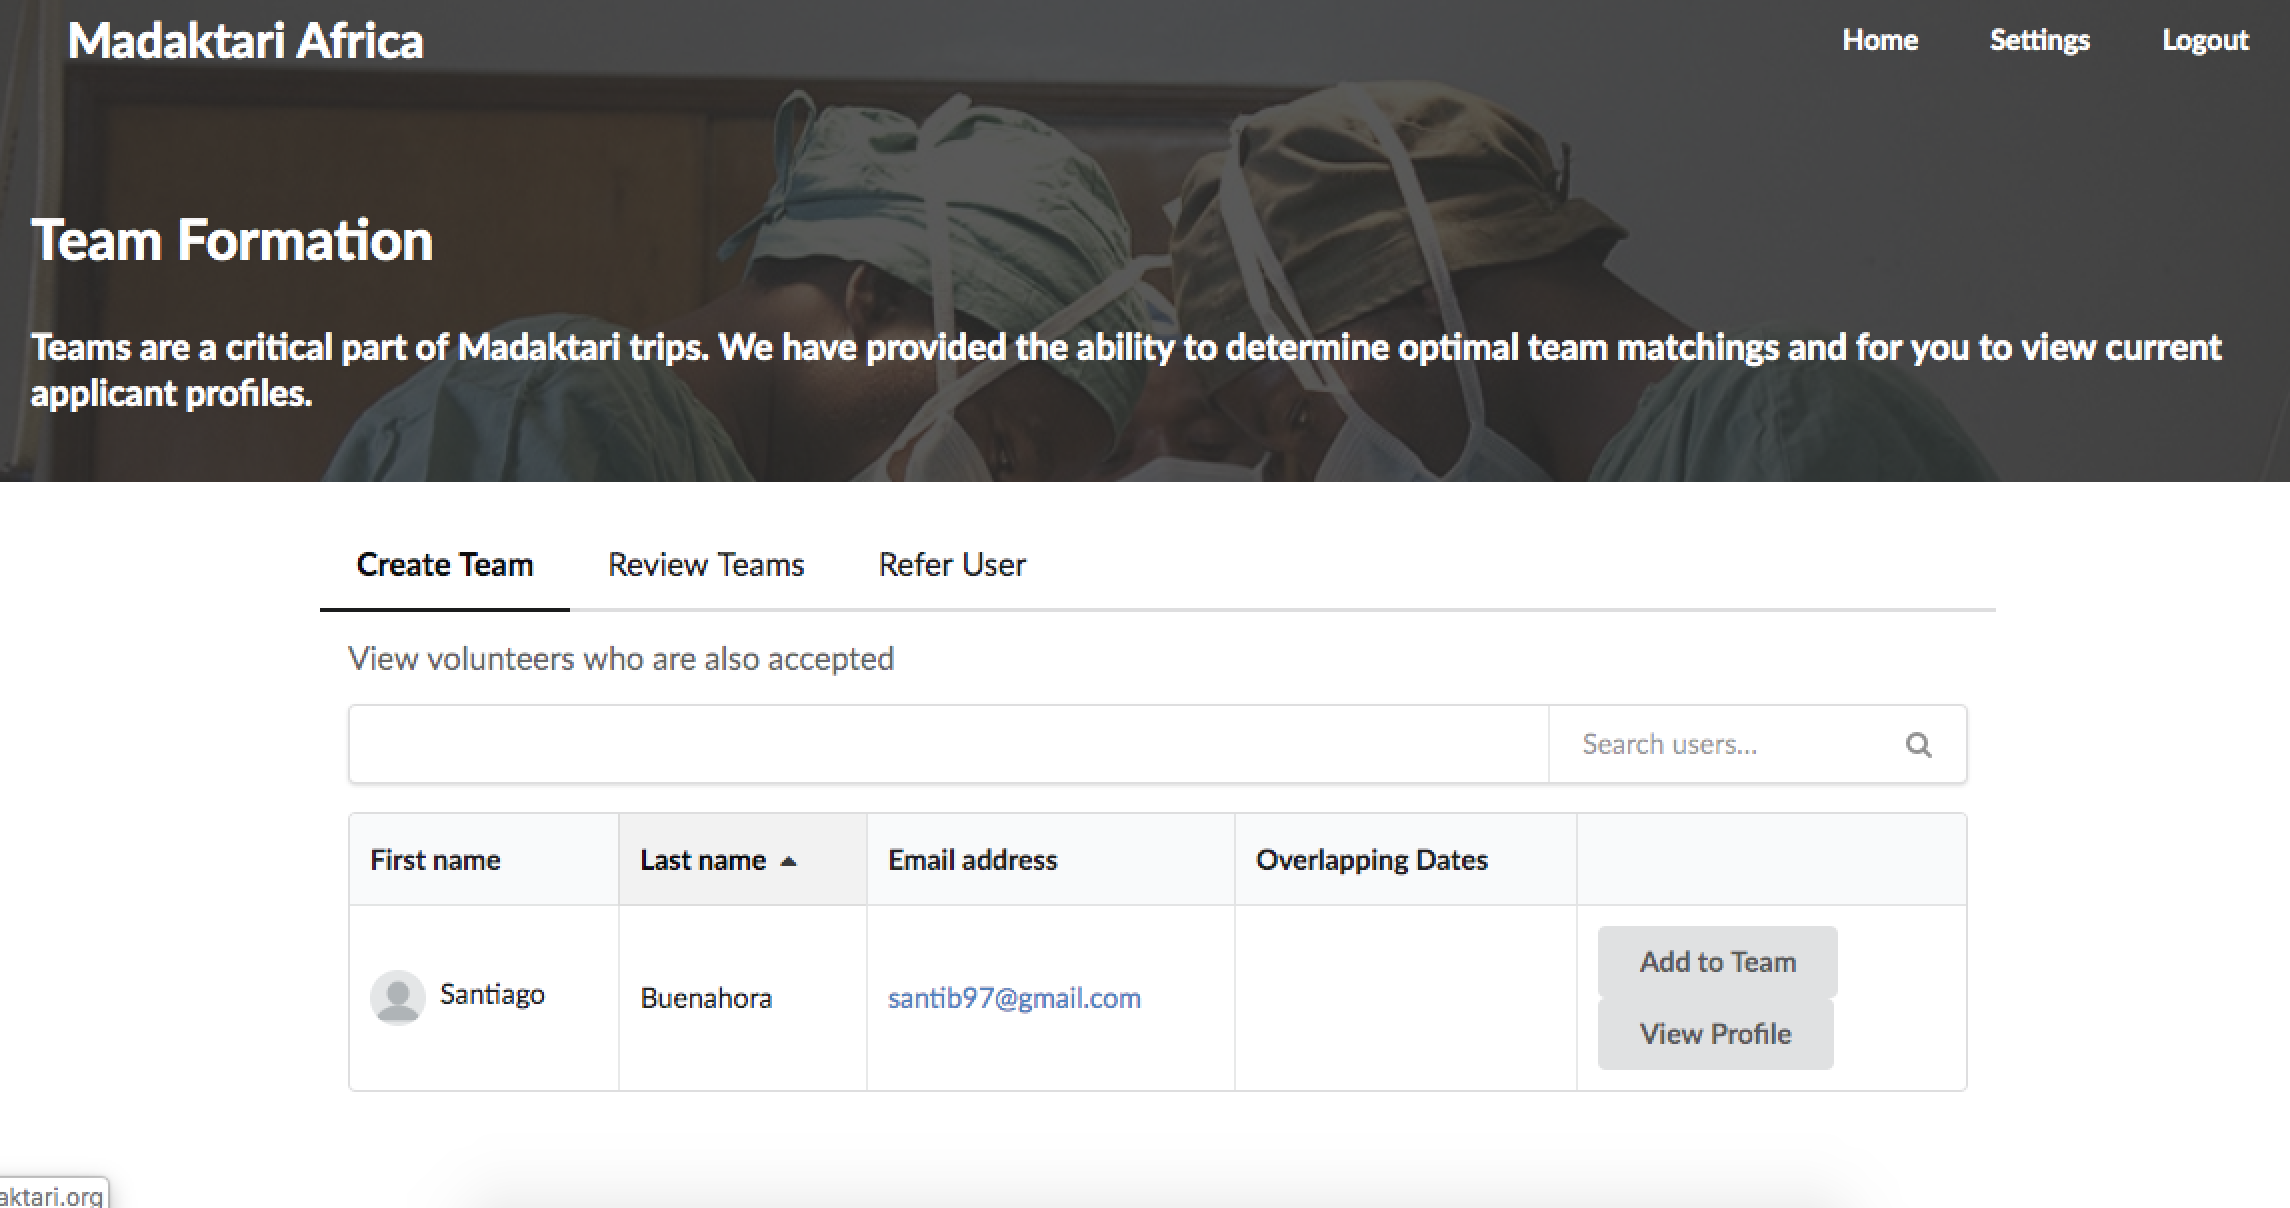 Madaktari Africa
Home Settings Logout
Team Formation
Teams are a critical part of Madaktari trips. We have provided the ability to determine optimal team matchings and for you to view current
applicant profiles.
Create Team Review Teams Refer User
View volunteers who are also accepted
Search users...
First name Last name Email address Overlapping Dates
Santiago Buenahora santib97@gmail.com
Add to Team
View Profile
aktari.org